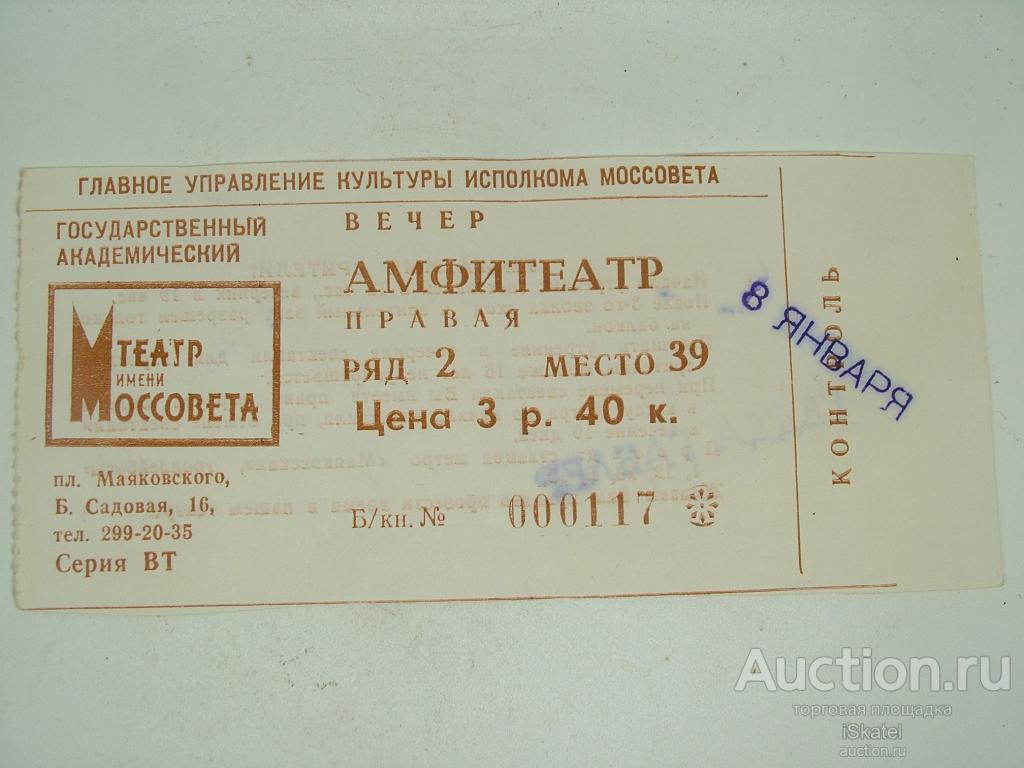 ГЛАВНОЕ УПРАВЛЕНИЕ КУЛЬТУРЫ ИСПОЛКОМА МОССОВЕТА
ГОСУДАРСТВЕННЫЙ
АКАДЕМИЧЕСКИЙ
ТЕАТР
ИМЕНИ
МОССОВЕТА
пл. Маяковского,
Б. Садовая, 16,
тел. 299-20-35
Серия ВТ
ВЕЧЕР
АМФИТЕАТР
ПРАВАЯ
РЯД 2 МЕСТО 39
Цена 3 р. 40 к.
Б/кн. № 000117
8 ЯНВАРЯ
КОНТРОЛЬ
Auction.ru
торговая площадка
iSkatel
auction.ru